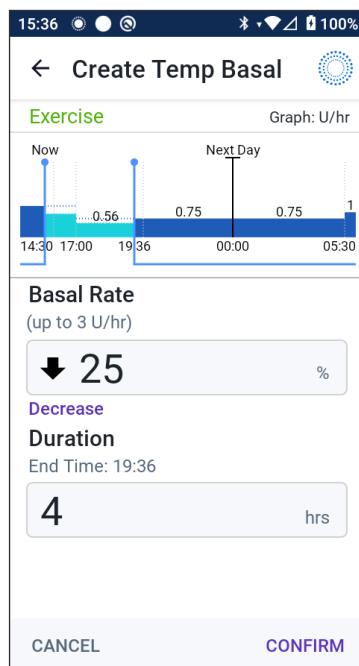 15:36 100%
Create Temp Basal
Exercise Graph: U/hr
Now Next Day
0.56 0.75 0.75 1
14:30 17:00 19:36 00:00 05:30
Basal Rate
(up to 3 U/hr)
25 %
Decrease
Duration
End Time: 19:36
4 hrs
CANCEL CONFIRM